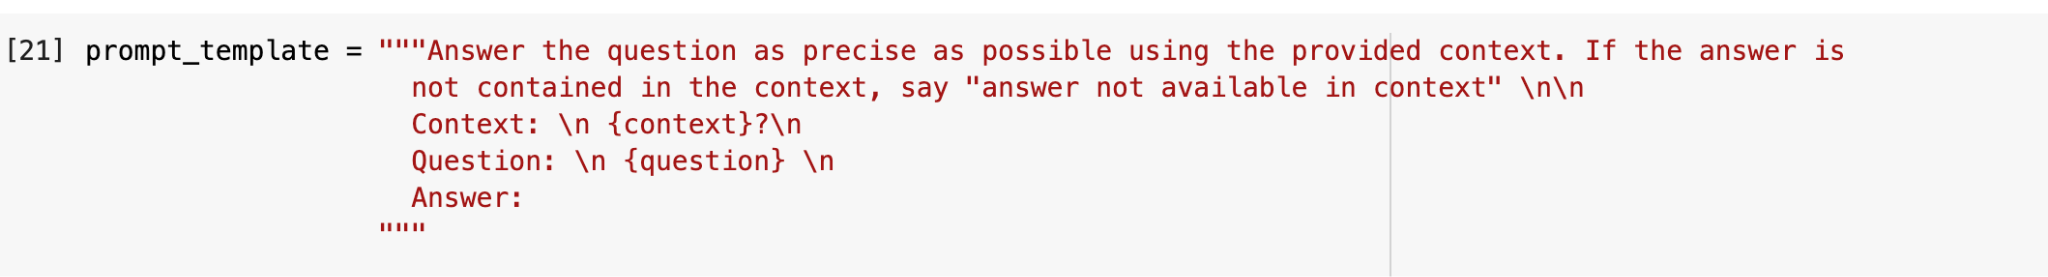 [21] prompt_template = """Answer the question as precise as possible using the provided context. If the answer is
not contained in the context, say "answer not available in context" \n\n
Context: \n {context}?\n
Question: \n {question} \n
Answer:
"""